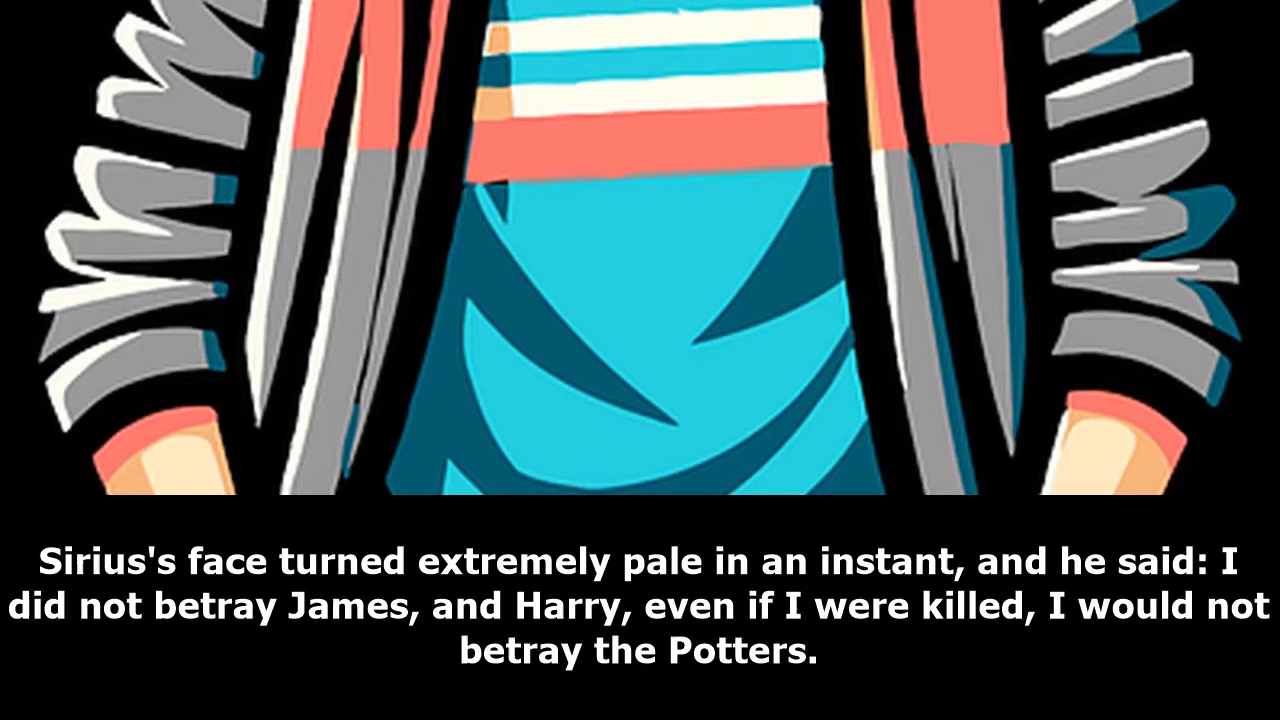 Sirius's face turned extremely pale in an instant, and he said: I
did not betray James, and Harry, even if I were killed, I would not
betray the Potters.